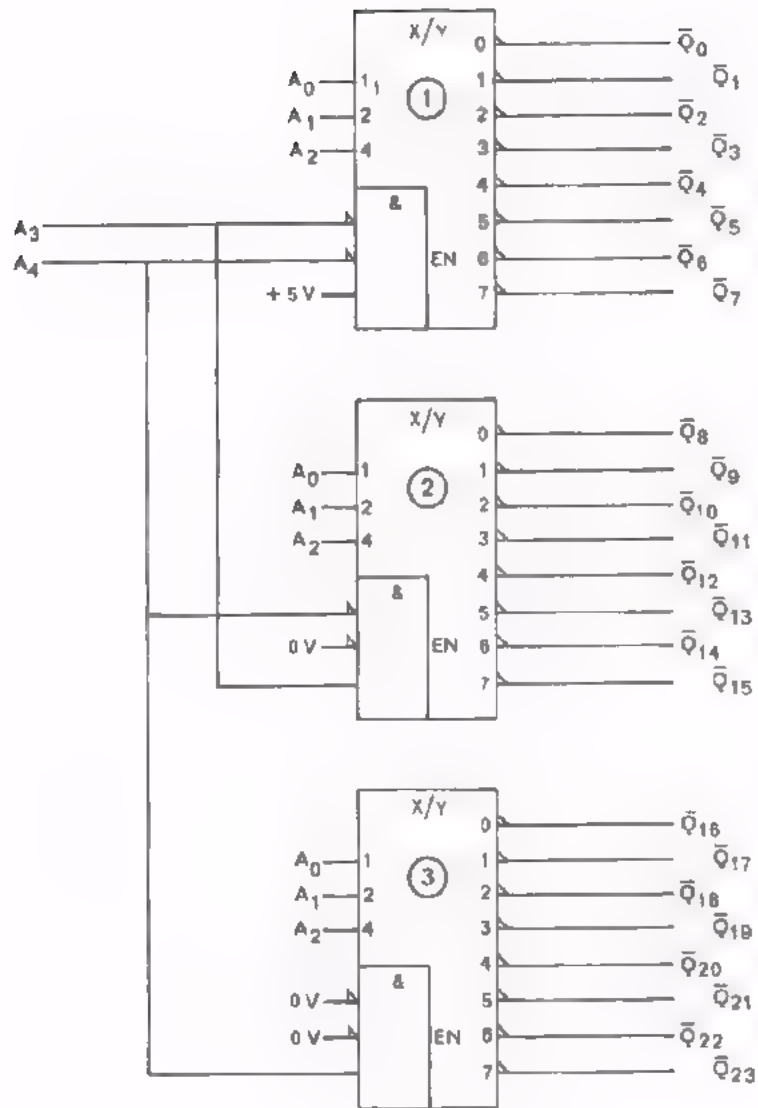 X/Y
0 Q̅0
A0 1 1 ① 1 Q̅1
A1 2 2 Q̅2
A2 4 3 Q̅3
4 Q̅4
& 5 Q̅5
A3
A4 EN 6 Q̅6
+ 5 V 7 Q̅7
X/Y
0 Q̅8
A0 1 ② 1 Q̅9
A1 2 2 Q̅10
A2 4 3 Q̅11
& 4 Q̅12
5 Q̅13
0 V EN 6 Q̅14
7 Q̅15
X/Y
0 Q̅16
A0 1 ③ 1 Q̅17
A1 2 2 Q̅18
A2 4 3 Q̅19
& 4 Q̅20
0 V 5 Q̅21
0 V EN 6 Q̅22
7 Q̅23